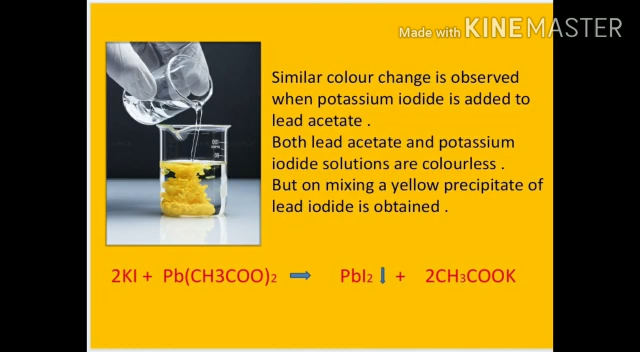 Made with KINEMASTER
Similar colour change is observed
when potassium iodide is added to
lead acetate .
Both lead acetate and potassium
iodide solutions are colourless .
But on mixing a yellow precipitate of
lead iodide is obtained .
2KI + Pb(CH3COO)2 ➡ PbI2 ⬇ + 2CH3COOK